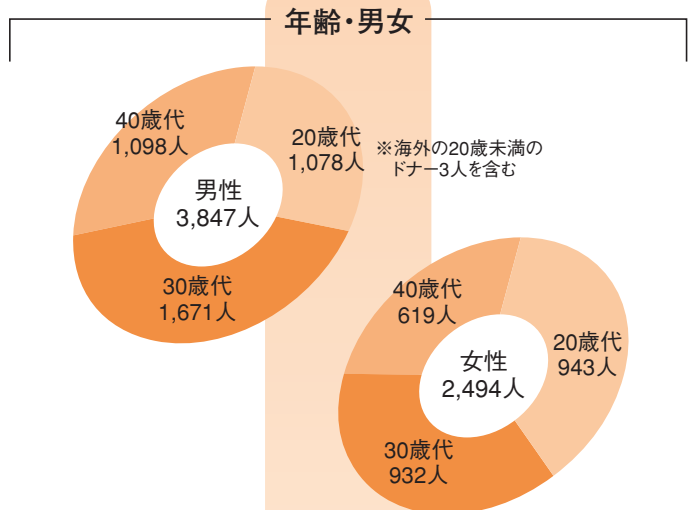 年齢・男女
40歳代
1,098人
20歳代
1,078人
※海外の20歳未満の
ドナー3人を含む
男性
3,847人
30歳代
1,671人
40歳代
619人
20歳代
943人
女性
2,494人
30歳代
932人